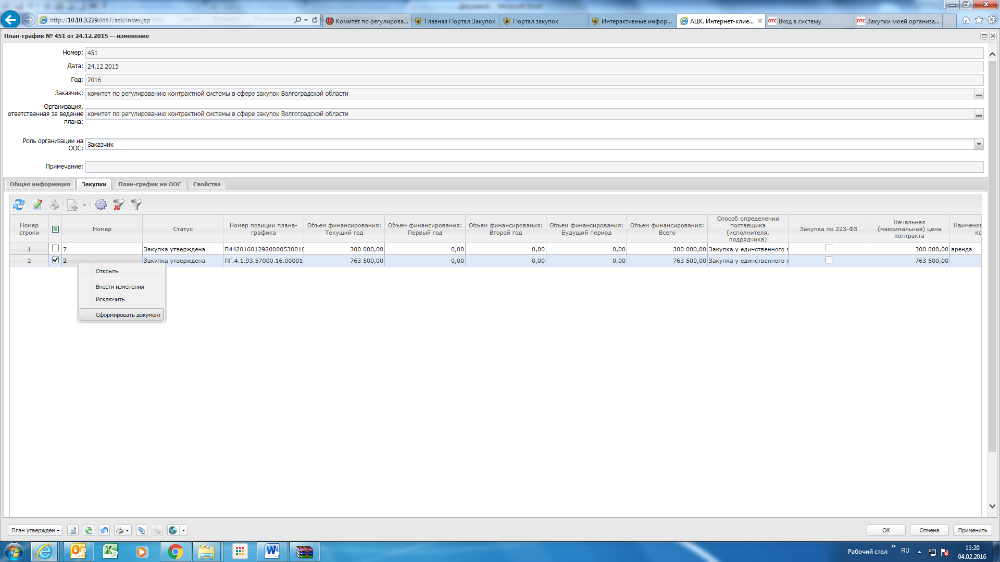 http://10.10.3.229:8887/azk/index.jsp
Комитет по регулирова...
Главная Портал Закупок
Портал закупок
Интерактивные инфор...
АЦК. Интернет-клие...
ОТС Вход в систему
ОТС Закупки моей организа...
План-график № 451 от 24.12.2015 — изменение
Номер: 451
Дата: 24.12.2015
Год: 2016
Заказчик: комитет по регулированию контрактной системы в сфере закупок Волгоградской области
Организация, ответственная за ведение плана: комитет по регулированию контрактной системы в сфере закупок Волгоградской области
Роль организации на ООС: Заказчик
Примечание:
Общая информация Закупки План-график на ООС Свойства
Номер строки Номер Статус Номер позиции плана-графика Объем финансирования: Текущий год Объем финансирования: Первый год Объем финансирования: Второй год Объем финансирования: Будущий период Объем финансирования: Всего Способ определения поставщика (исполнителя, подрядчика) Закупка по 223-ФЗ Начальная (максимальная) цена контракта Наименов ко
1 7 Закупка утверждена П44201601292000053001 300 000,00 0,00 0,00 0,00 300 000,00 Закупка у единственного 300 000,00 аренда
2 2 Закупка утверждена ПГ.4.1.93.57000.16.00001 763 500,00 0,00 0,00 0,00 763 500,00 Закупка у единственного 763 500,00
Открыть
Внести изменения
Исключить
Сформировать документ
План утвержден
ОК Отмена Применить
Рабочий стол » RU 11:20
04.02.2016